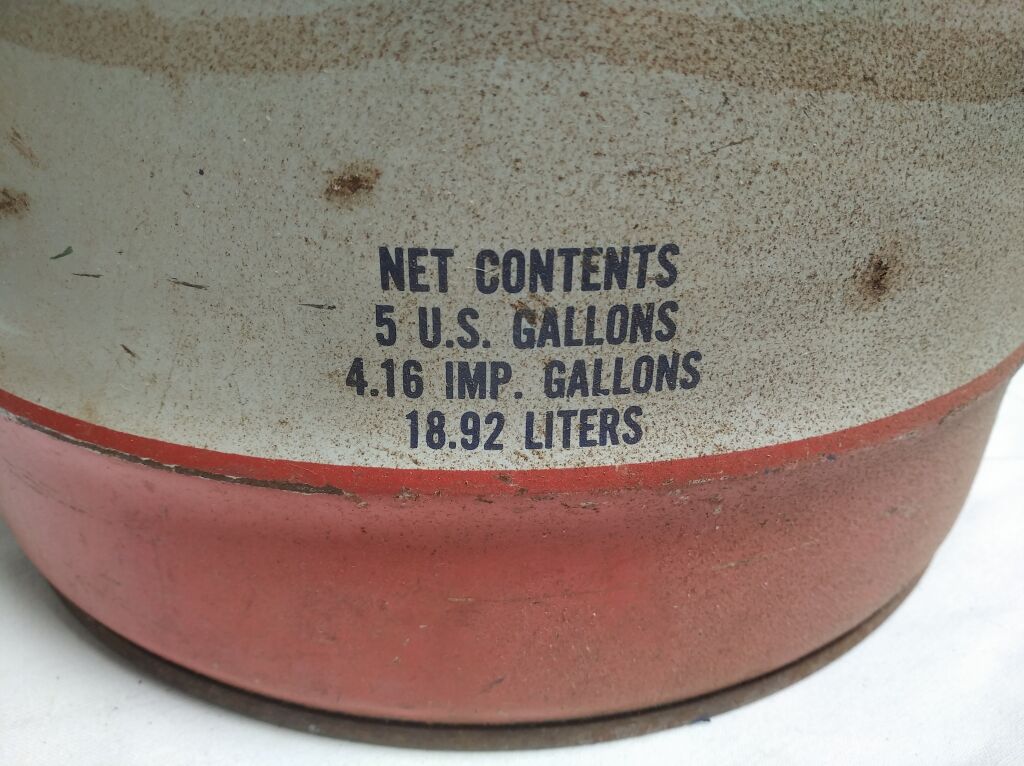 NET CONTENTS
5 U.S. GALLONS
4.16 IMP. GALLONS
18.92 LITERS